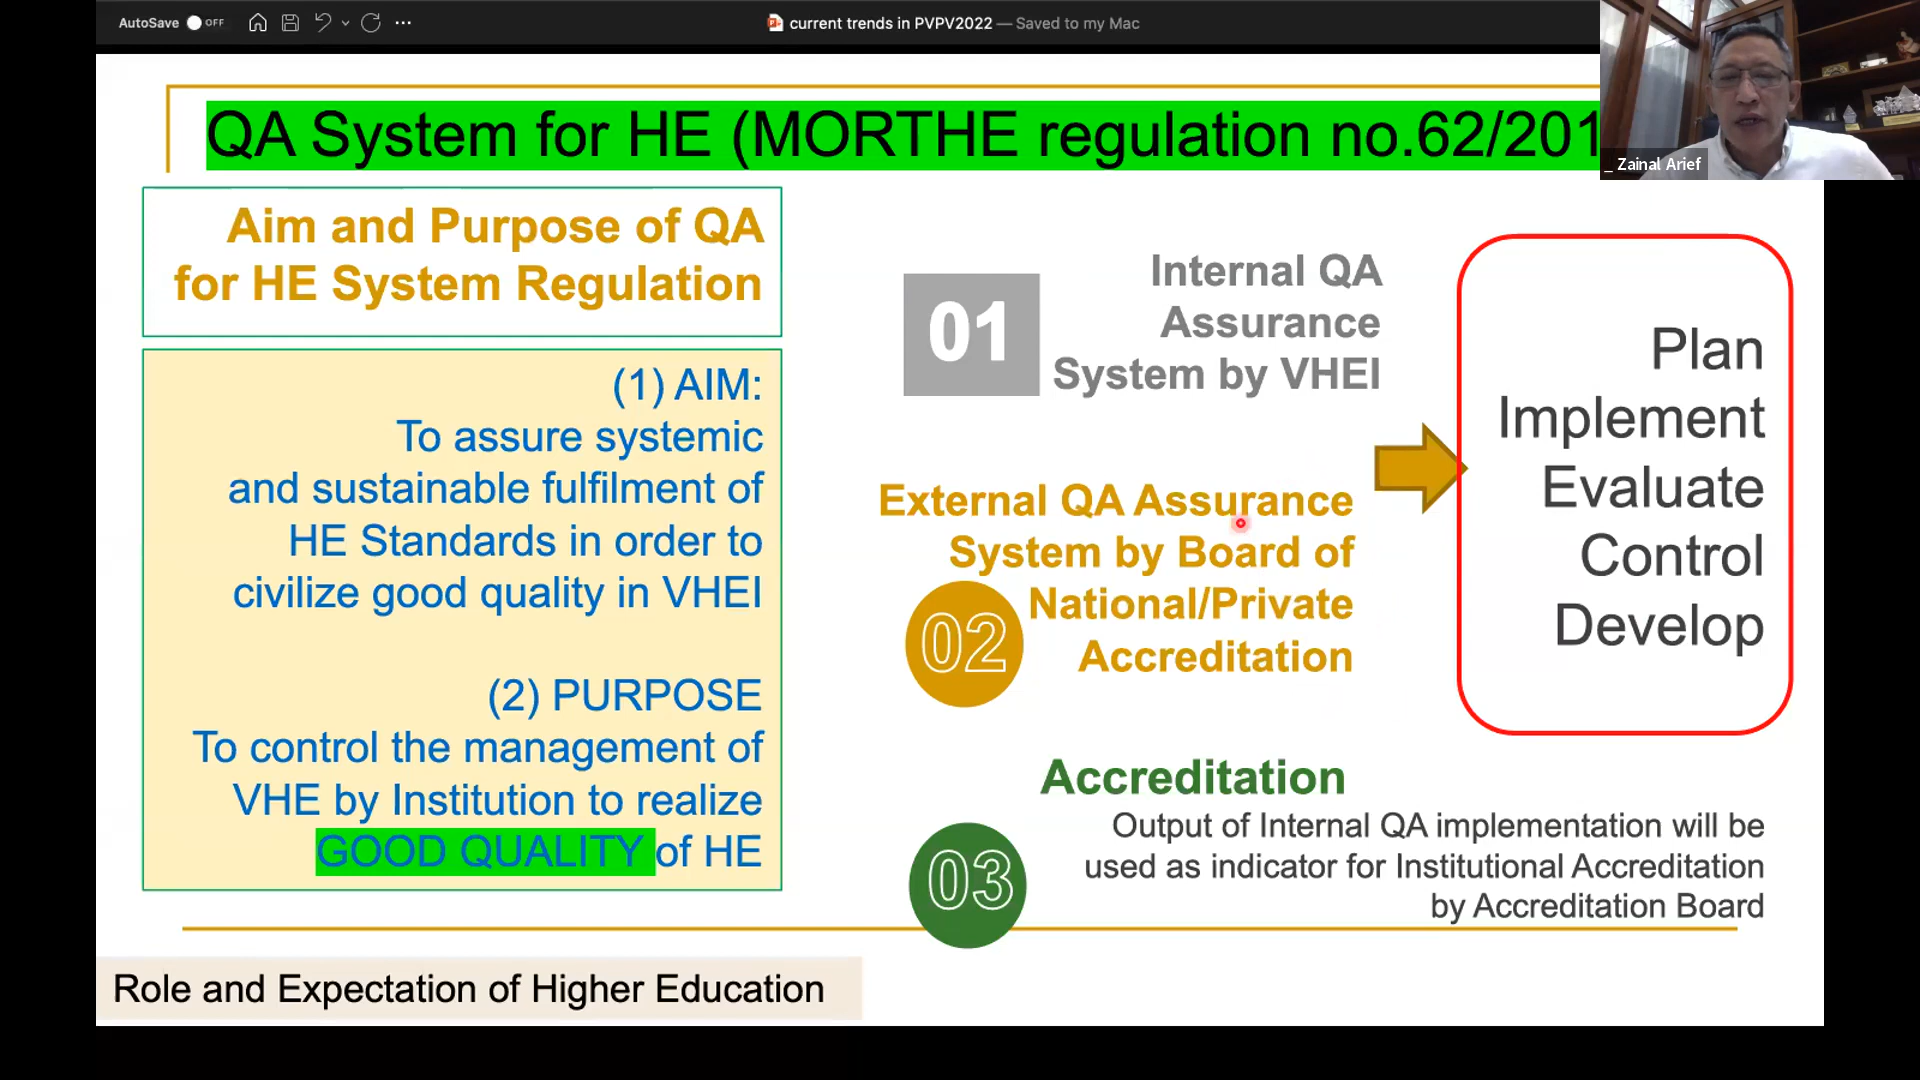 AutoSave OFF
current trends in PVPV2022 — Saved to my Mac
_ Zainal Arief
QA System for HE (MORTHE regulation no.62/201
Aim and Purpose of QA
for HE System Regulation
(1) AIM:
To assure systemic
and sustainable fulfilment of
HE Standards in order to
civilize good quality in VHEI
(2) PURPOSE
To control the management of
VHE by Institution to realize
GOOD QUALITY of HE
01
Internal QA
Assurance
System by VHEI
External QA Assurance
System by Board of
National/Private
Accreditation
02
Plan
Implement
Evaluate
Control
Develop
Accreditation
03
Output of Internal QA implementation will be
used as indicator for Institutional Accreditation
by Accreditation Board
Role and Expectation of Higher Education